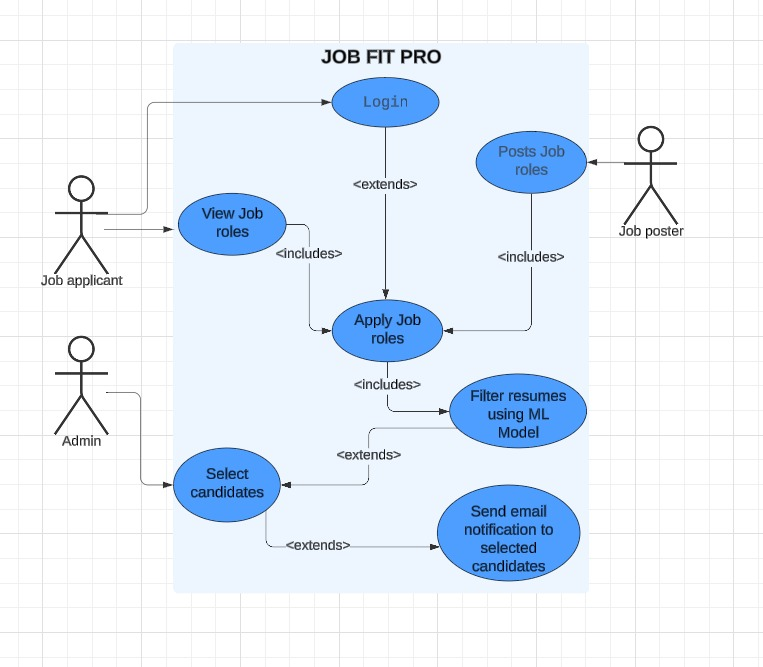 JOB FIT PRO
Login
Posts Job
roles
<extends>
View Job
roles
Job poster
<includes>
<includes>
Job applicant
Apply Job
roles
<includes>
Filter resumes
using ML
Model
Admin
<extends>
Select
candidates
Send email
notification to
selected
candidates
<extends>